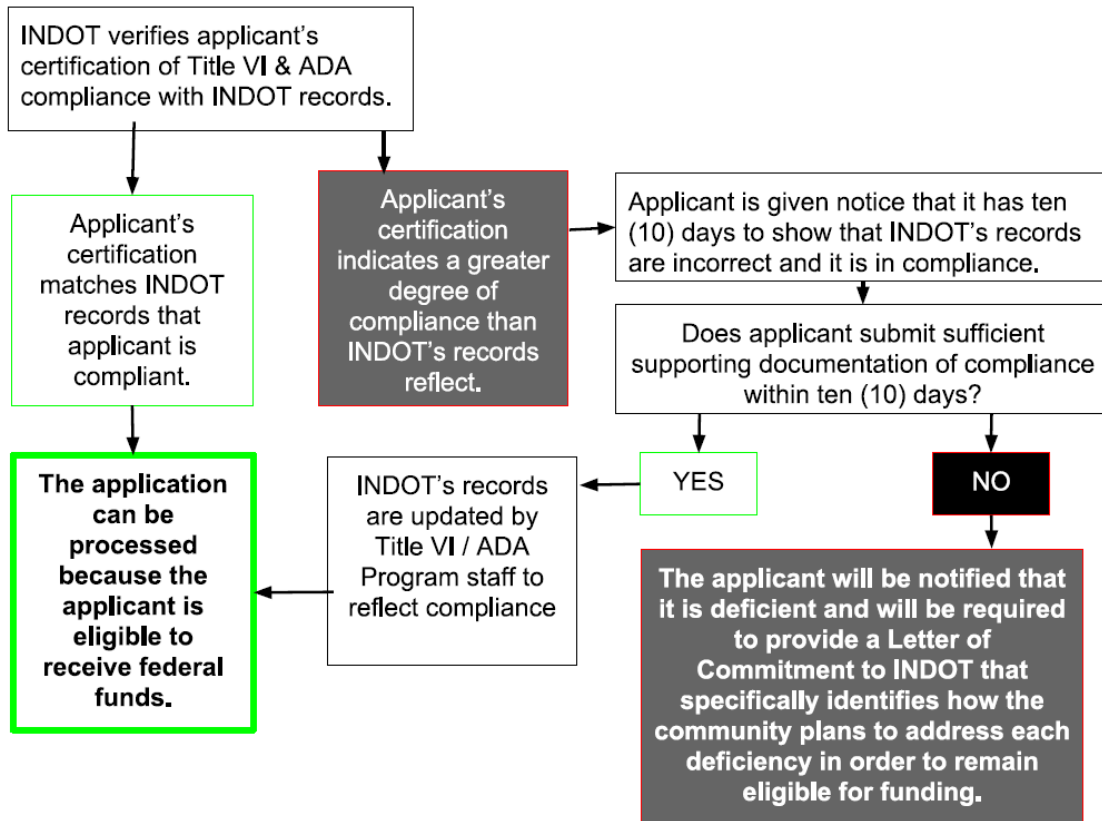 INDOT verifies applicant's
certification of Title VI & ADA
compliance with INDOT records.
Applicant's
certification
matches INDOT
records that
applicant is
compliant.
Applicant's
certification
indicates a greater
degree of
compliance than
INDOT's records
reflect.
Applicant is given notice that it has ten
(10) days to show that INDOT's records
are incorrect and it is in compliance.
Does applicant submit sufficient
supporting documentation of compliance
within ten (10) days?
YES
NO
INDOT's records
are updated by
Title VI / ADA
Program staff to
reflect compliance
The application
can be
processed
because the
applicant is
eligible to
receive federal
funds.
The applicant will be notified that
it is deficient and will be required
to provide a Letter of
Commitment to INDOT that
specifically identifies how the
community plans to address each
deficiency in order to remain
eligible for funding.